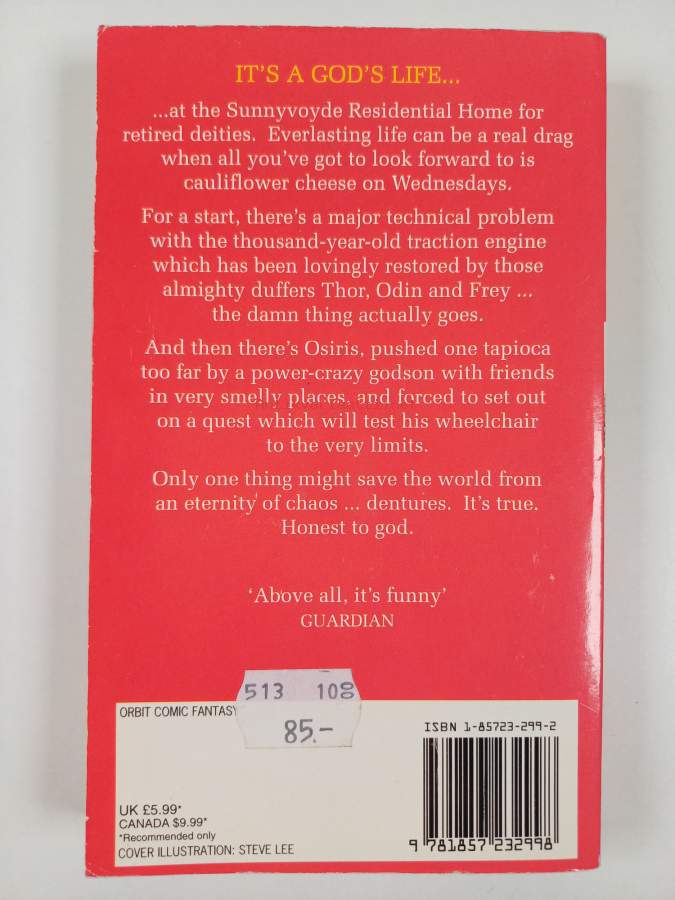 IT'S A GOD'S LIFE...
...at the Sunnyvoyde Residential Home for
retired deities. Everlasting life can be a real drag
when all you've got to look forward to is
cauliflower cheese on Wednesdays.
For a start, there's a major technical problem
with the thousand-year-old traction engine
which has been lovingly restored by those
almighty duffers Thor, Odin and Frey ...
the damn thing actually goes.
And then there's Osiris, pushed one tapioca
too far by a power-crazy godson with friends
in very smelly places, and forced to set out
on a quest which will test his wheelchair
to the very limits.
Only one thing might save the world from
an eternity of chaos ... dentures. It's true.
Honest to god.
'Above all, it's funny'
GUARDIAN
513 108
85.-
ORBIT COMIC FANTASY
ISBN 1-85723-299-2
UK £5.99*
CANADA $9.99*
*Recommended only
COVER ILLUSTRATION: STEVE LEE
9 781857 232998